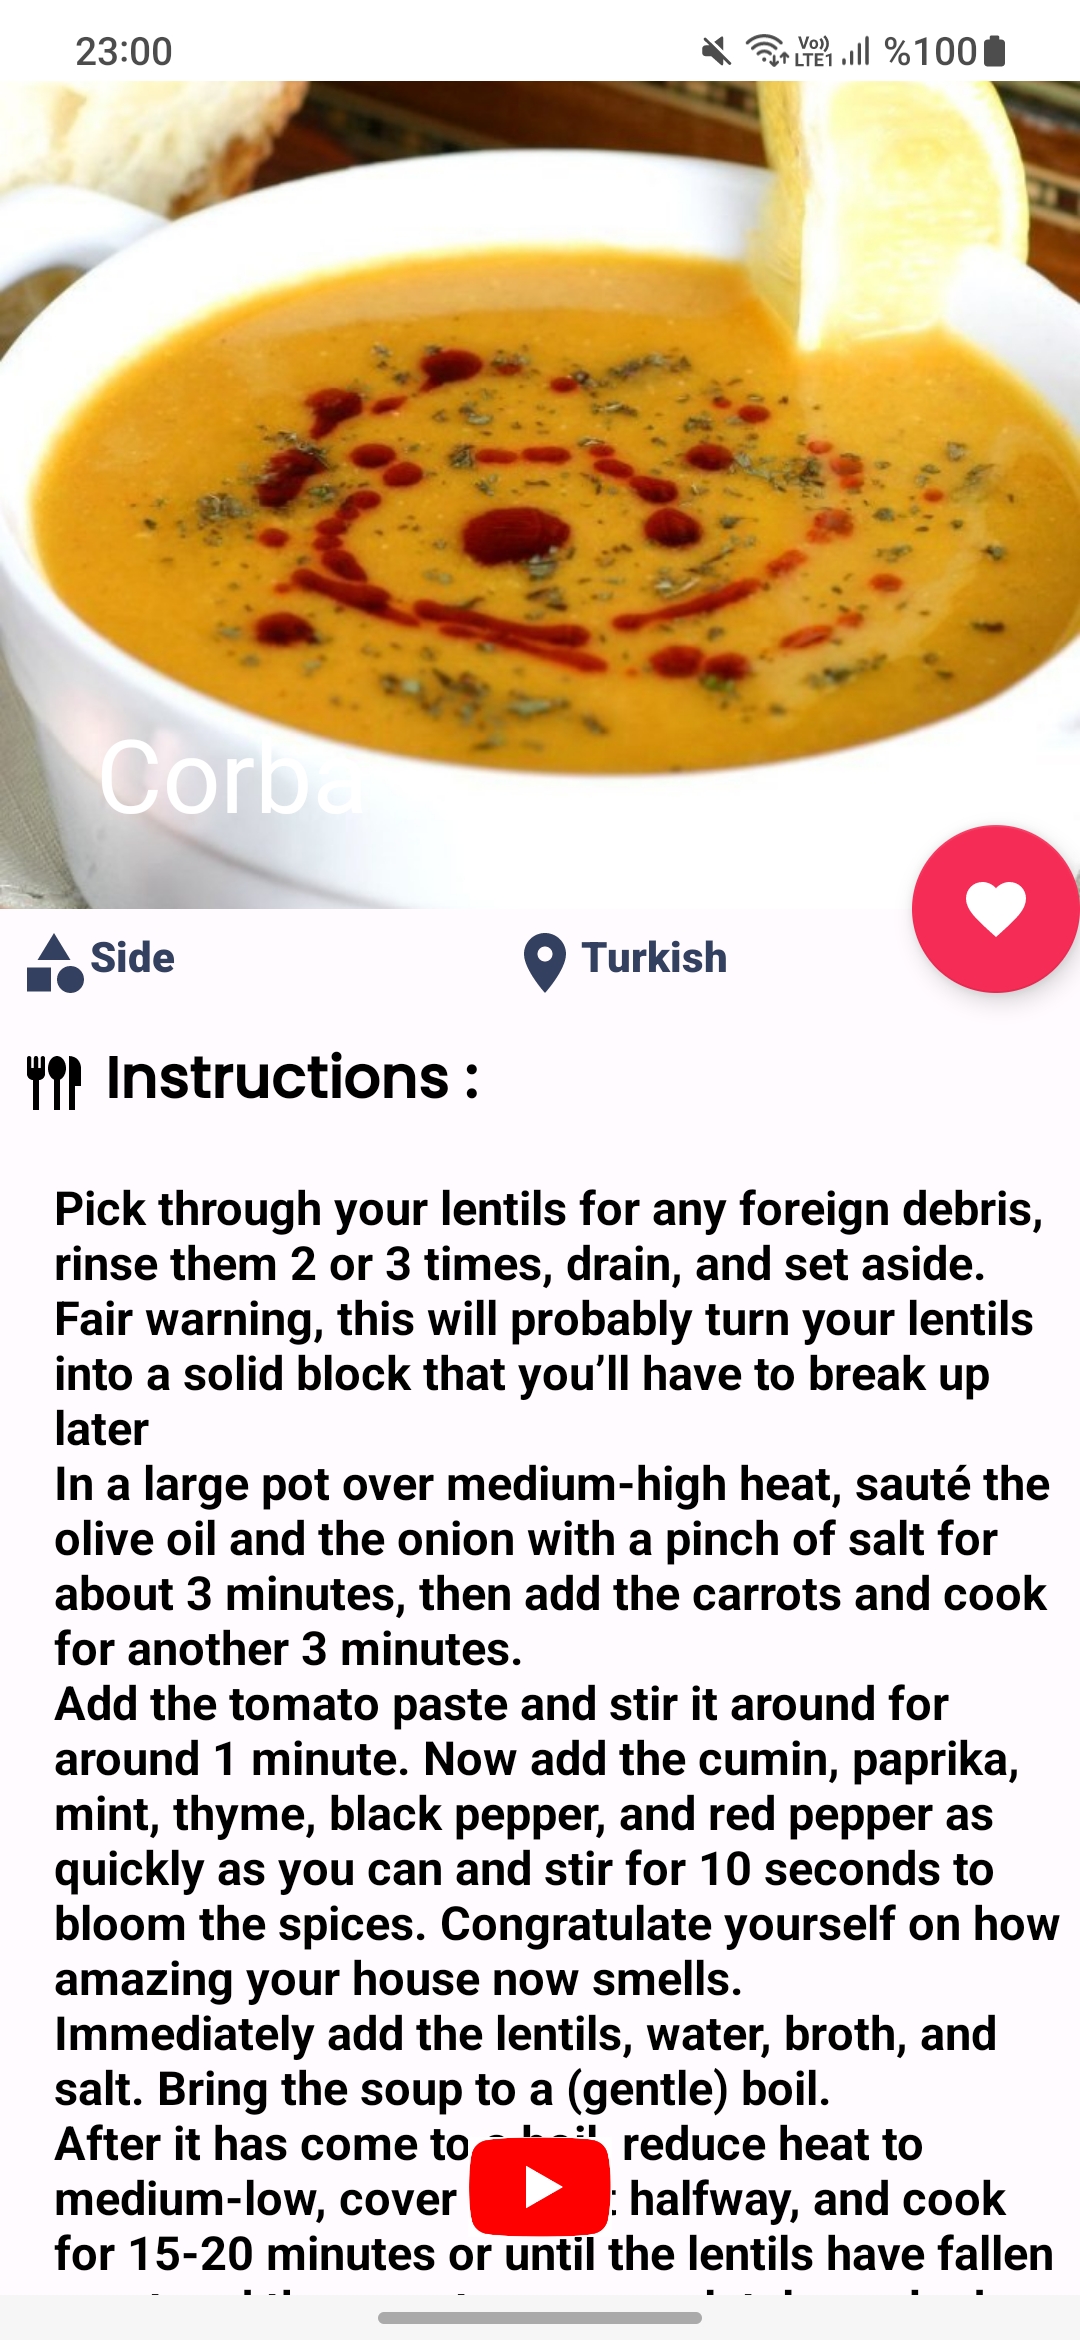 23:00
Vo))
LTE1
%100
Corba
Side
Turkish
Instructions :
Pick through your lentils for any foreign debris,
rinse them 2 or 3 times, drain, and set aside.
Fair warning, this will probably turn your lentils
into a solid block that you’ll have to break up
later
In a large pot over medium-high heat, sauté the
olive oil and the onion with a pinch of salt for
about 3 minutes, then add the carrots and cook
for another 3 minutes.
Add the tomato paste and stir it around for
around 1 minute. Now add the cumin, paprika,
mint, thyme, black pepper, and red pepper as
quickly as you can and stir for 10 seconds to
bloom the spices. Congratulate yourself on how
amazing your house now smells.
Immediately add the lentils, water, broth, and
salt. Bring the soup to a (gentle) boil.
After it has come to reduce heat to
medium-low, cover halfway, and cook
for 15-20 minutes or until the lentils have fallen